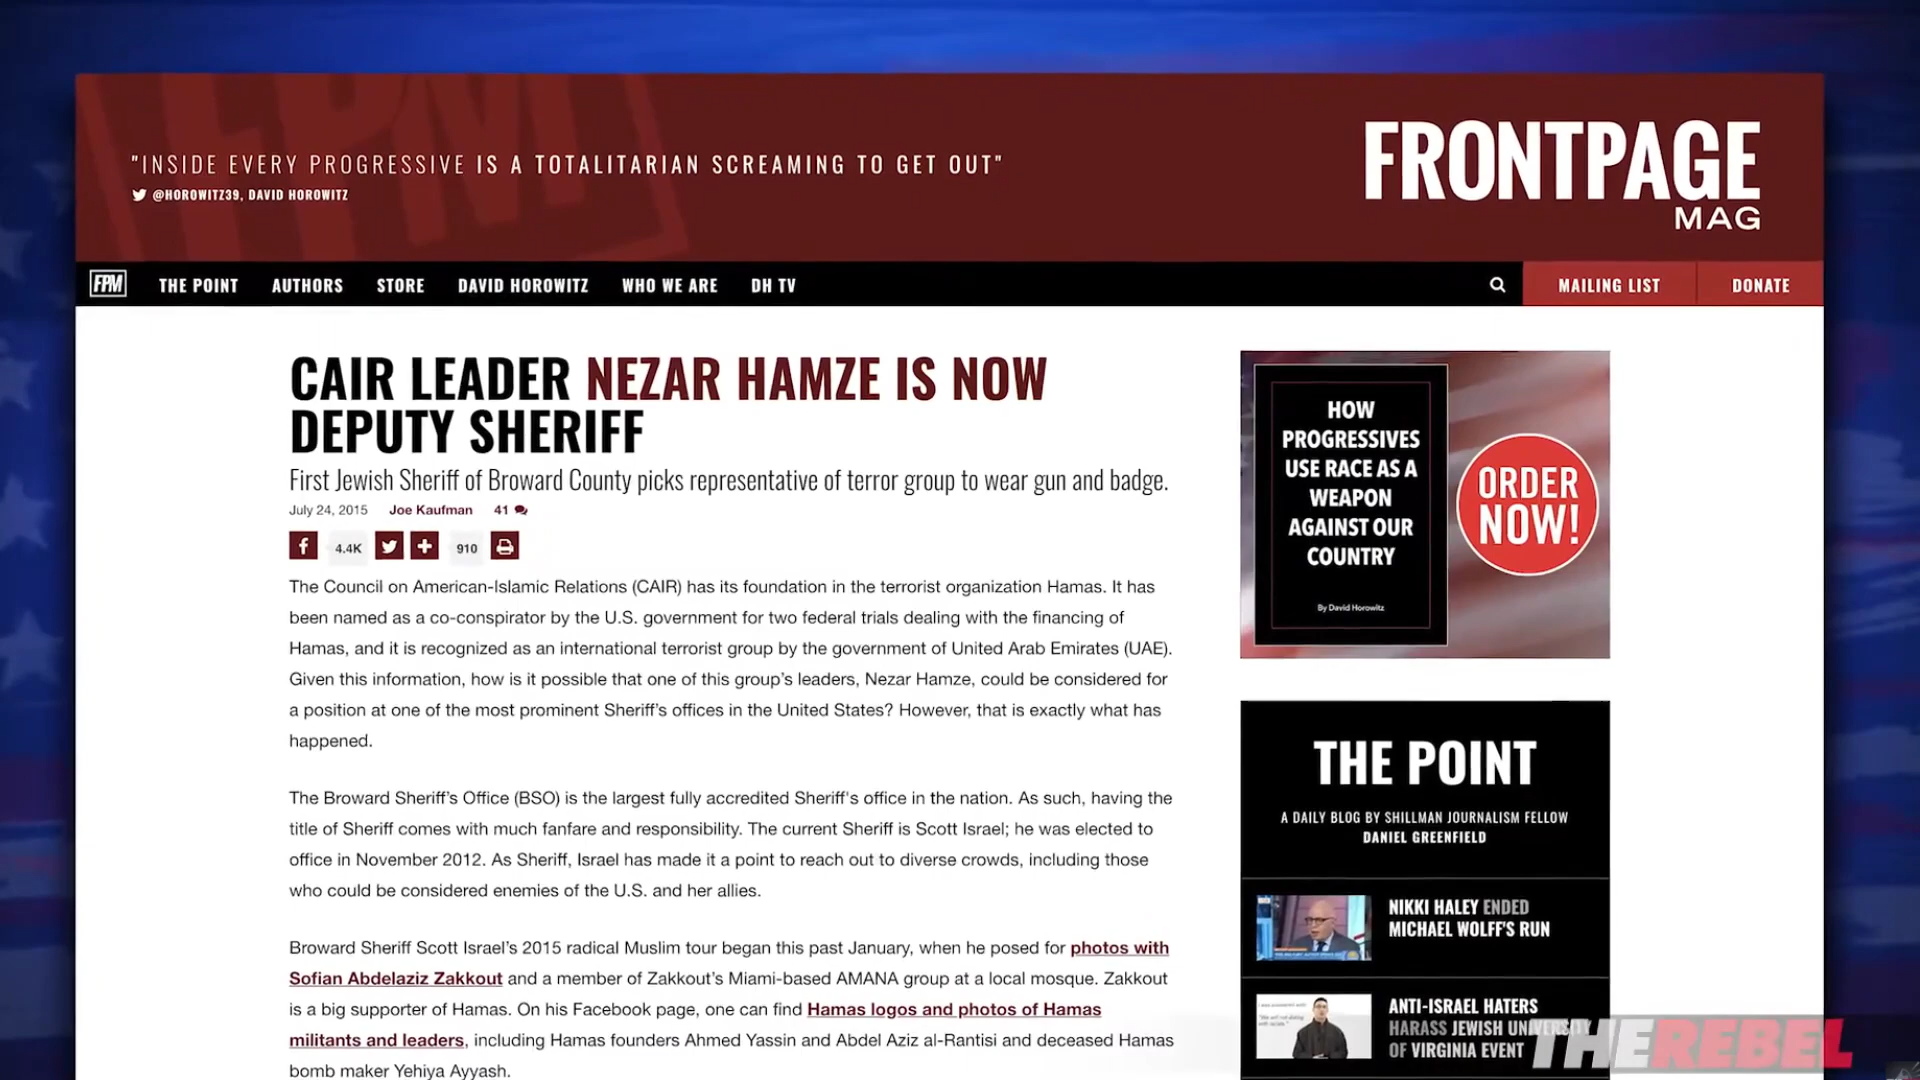 "INSIDE EVERY PROGRESSIVE IS A TOTALITARIAN SCREAMING TO GET OUT"
@HOROWITZ39, DAVID HOROWITZ
FRONTPAGE
MAG
FPM
THE POINT
AUTHORS
STORE
DAVID HOROWITZ
WHO WE ARE
DH TV
MAILING LIST
DONATE
CAIR LEADER NEZAR HAMZE IS NOW
DEPUTY SHERIFF
First Jewish Sheriff of Broward County picks representative of terror group to wear gun and badge.
July 24, 2015 Joe Kaufman 41
4.4K 910
The Council on American-Islamic Relations (CAIR) has its foundation in the terrorist organization Hamas. It has
been named as a co-conspirator by the U.S. government for two federal trials dealing with the financing of
Hamas, and it is recognized as an international terrorist group by the government of United Arab Emirates (UAE).
Given this information, how is it possible that one of this group's leaders, Nezar Hamze, could be considered for
a position at one of the most prominent Sheriff's offices in the United States? However, that is exactly what has
happened.
The Broward Sheriff's Office (BSO) is the largest fully accredited Sheriff's office in the nation. As such, having the
title of Sheriff comes with much fanfare and responsibility. The current Sheriff is Scott Israel; he was elected to
office in November 2012. As Sheriff, Israel has made it a point to reach out to diverse crowds, including those
who could be considered enemies of the U.S. and her allies.
Broward Sheriff Scott Israel's 2015 radical Muslim tour began this past January, when he posed for photos with
Sofian Abdelaziz Zakkout and a member of Zakkout's Miami-based AMANA group at a local mosque. Zakkout
is a big supporter of Hamas. On his Facebook page, one can find Hamas logos and photos of Hamas
militants and leaders, including Hamas founders Ahmed Yassin and Abdel Aziz al-Rantisi and deceased Hamas
bomb maker Yehiya Ayyash.
HOW
PROGRESSIVES
USE RACE AS A
WEAPON
AGAINST OUR
COUNTRY
By David Horowitz
ORDER
NOW!
THE POINT
A DAILY BLOG BY SHILLMAN JOURNALISM FELLOW
DANIEL GREENFIELD
NIKKI HALEY ENDED
MICHAEL WOLFF'S RUN
ANTI-ISRAEL HATERS
HARASS JEWISH UNIVERSITY
OF VIRGINIA EVENT
THEREBEL